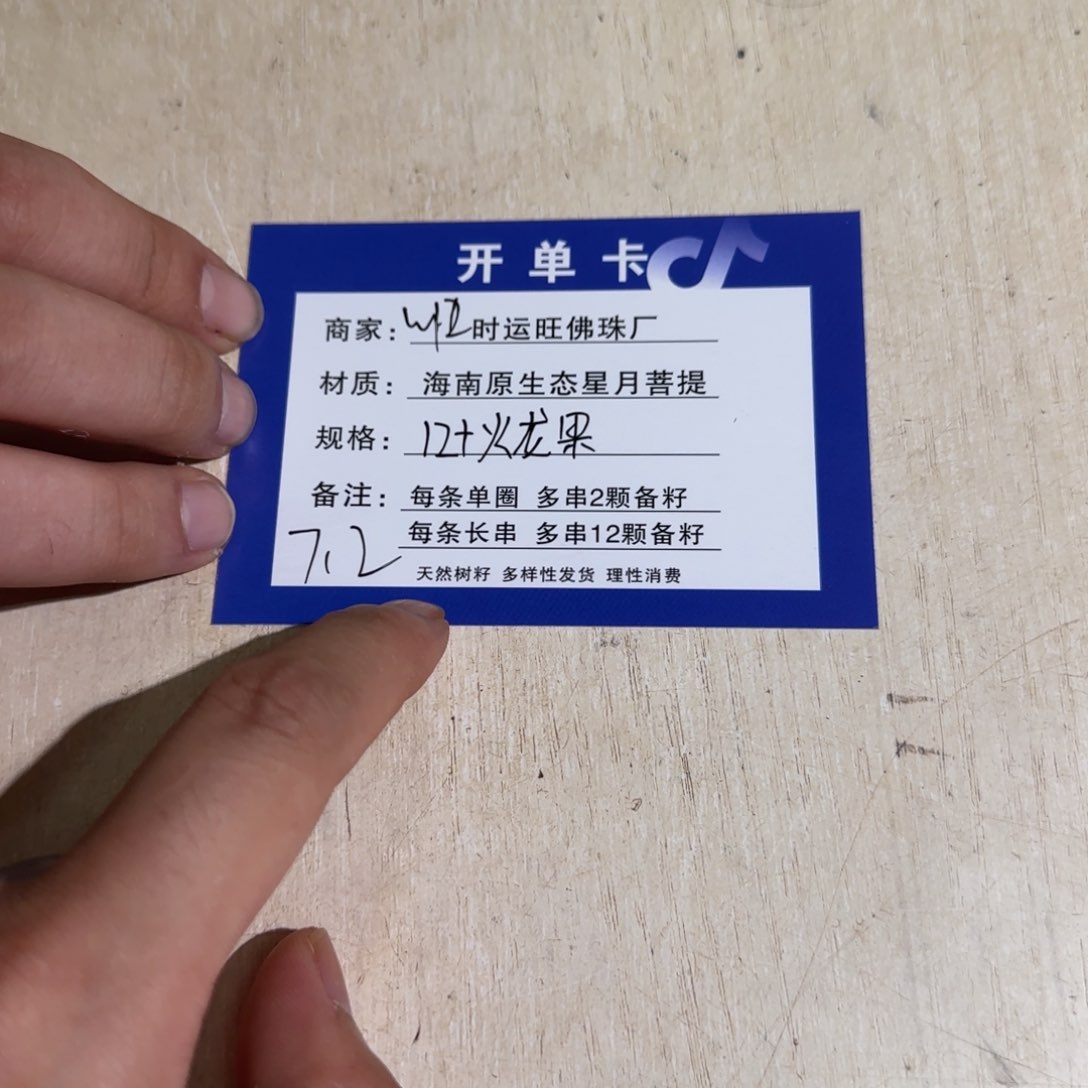 开单卡
商家：时运旺佛珠厂
材质：海南原生态星月菩提
规格：12+火龙果
备注：每条单圈 多串2颗备籽
每条长串 多串12颗备籽
7.2
天然树籽 多样性发货 理性消费